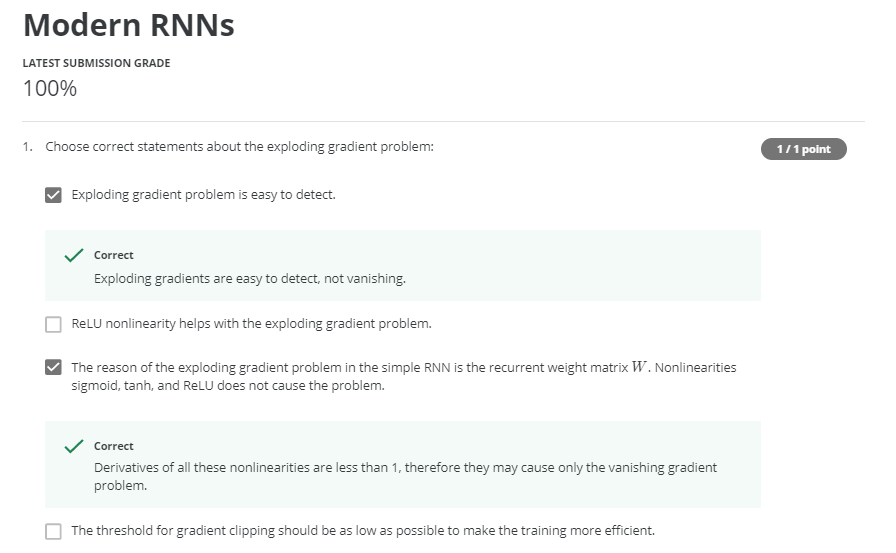 Modern RNNs
LATEST SUBMISSION GRADE
100%
1. Choose correct statements about the exploding gradient problem:
1 / 1 point
Exploding gradient problem is easy to detect.
Correct
Exploding gradients are easy to detect, not vanishing.
ReLU nonlinearity helps with the exploding gradient problem.
The reason of the exploding gradient problem in the simple RNN is the recurrent weight matrix W. Nonlinearities
sigmoid, tanh, and ReLU does not cause the problem.
Correct
Derivatives of all these nonlinearities are less than 1, therefore they may cause only the vanishing gradient
problem.
The threshold for gradient clipping should be as low as possible to make the training more efficient.